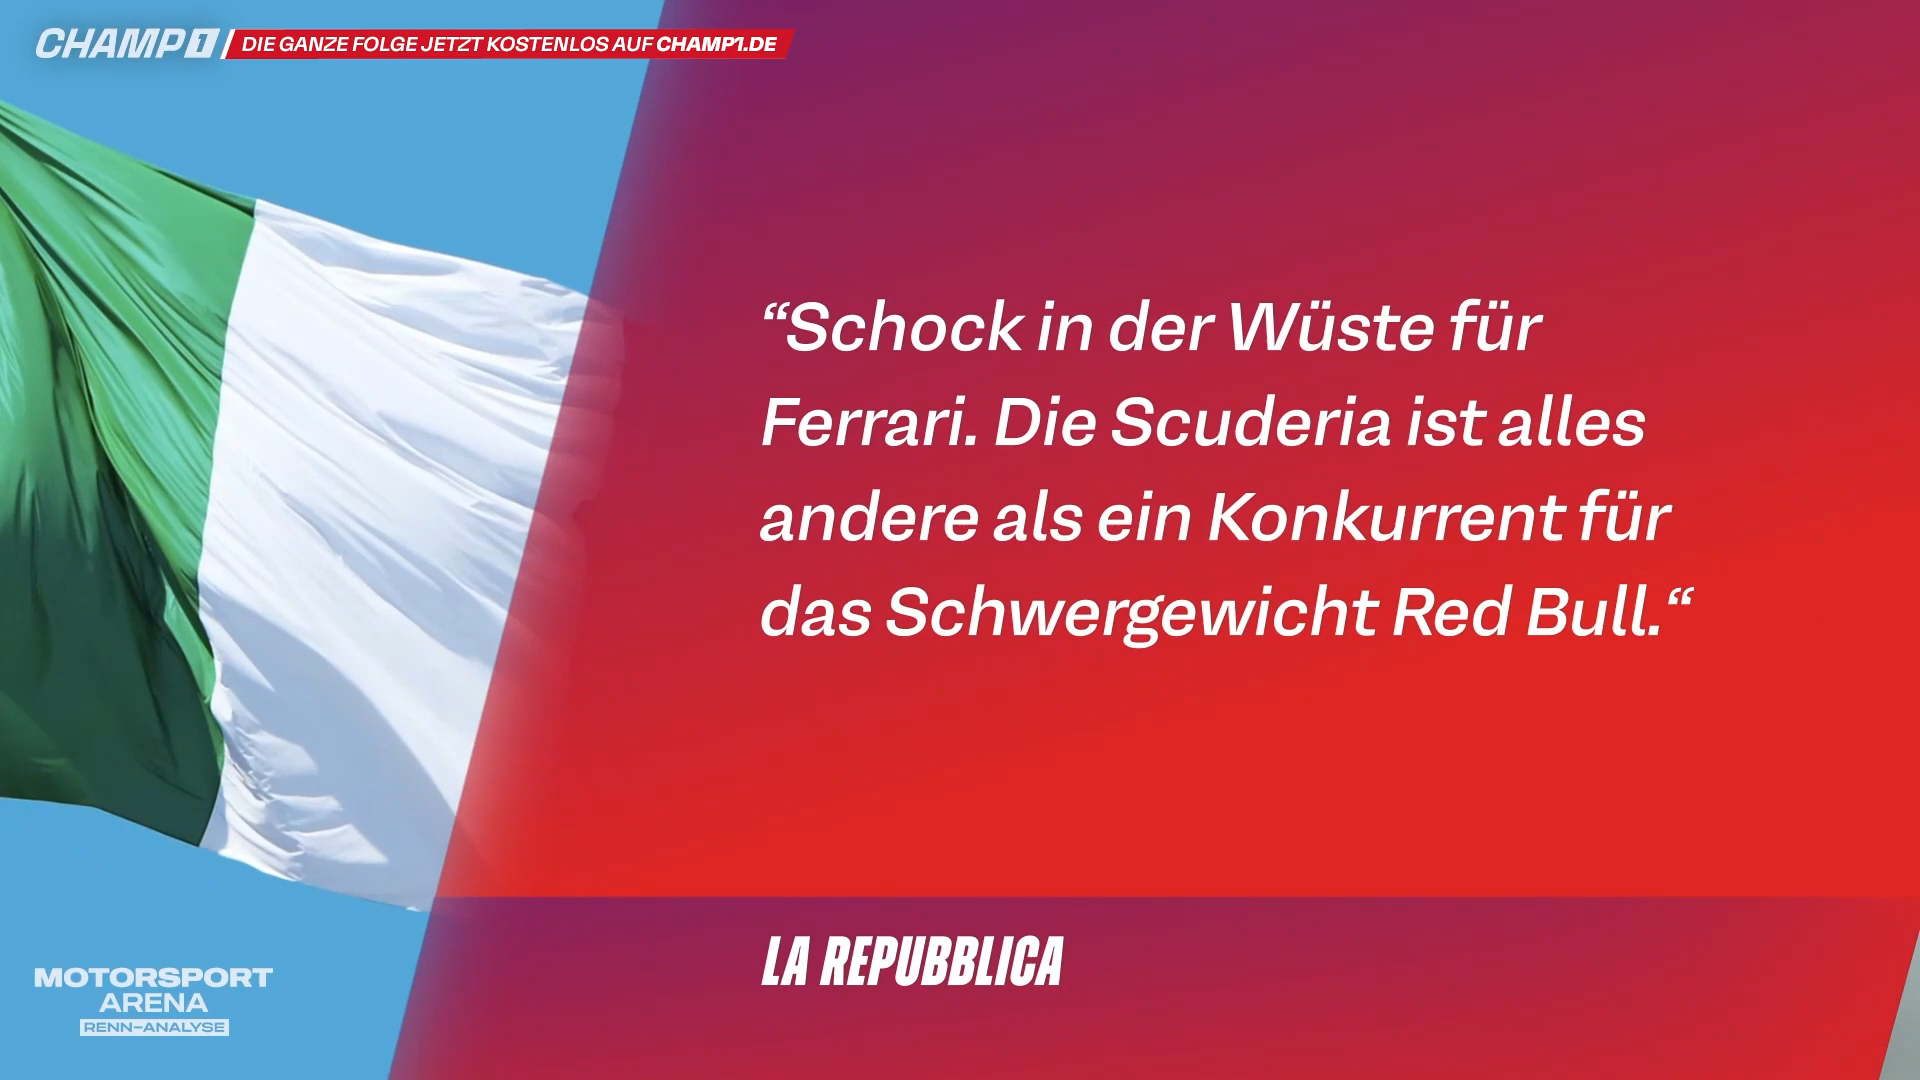 CHAMP1 DIE GANZE FOLGE JETZT KOSTENLOS AUF CHAMP1.DE
“Schock in der Wüste für
Ferrari. Die Scuderia ist alles
andere als ein Konkurrent für
das Schwergewicht Red Bull.“
LA REPUBBLICA
MOTORSPORT
ARENA
RENN-ANALYSE